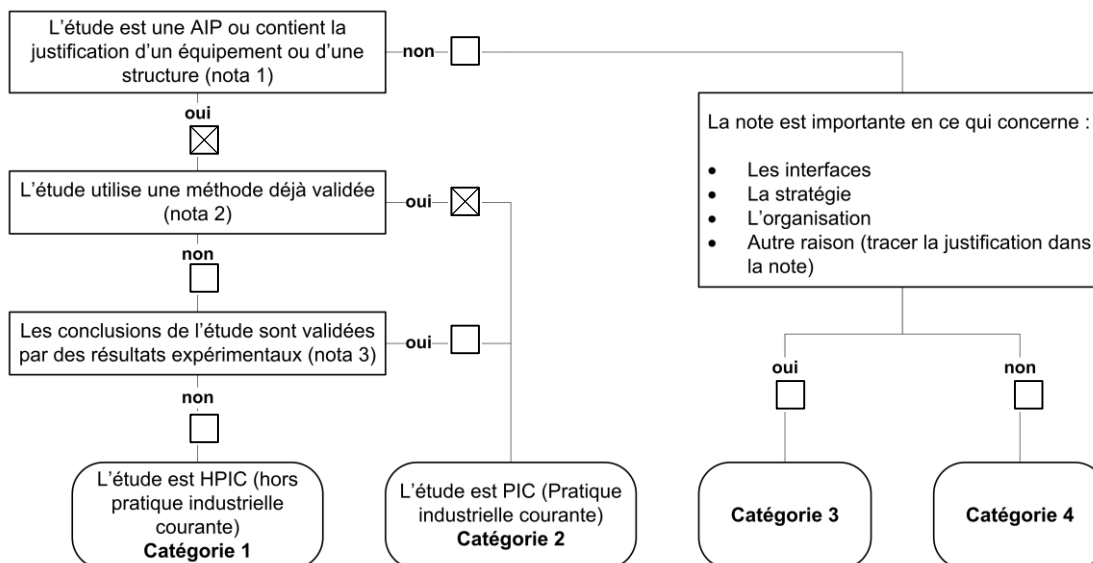 L'étude est une AIP ou contient la
justification d'un équipement ou d'une
structure (nota 1)
non
oui
L'étude utilise une méthode déjà validée
(nota 2)
oui
non
Les conclusions de l'étude sont validées
par des résultats expérimentaux (nota 3)
oui
non
L'étude est HPIC (hors
pratique industrielle
courante)
Catégorie 1
L'étude est PIC (Pratique
industrielle courante)
Catégorie 2
La note est importante en ce qui concerne :
• Les interfaces
• La stratégie
• L'organisation
• Autre raison (tracer la justification dans
la note)
oui
non
Catégorie 3
Catégorie 4